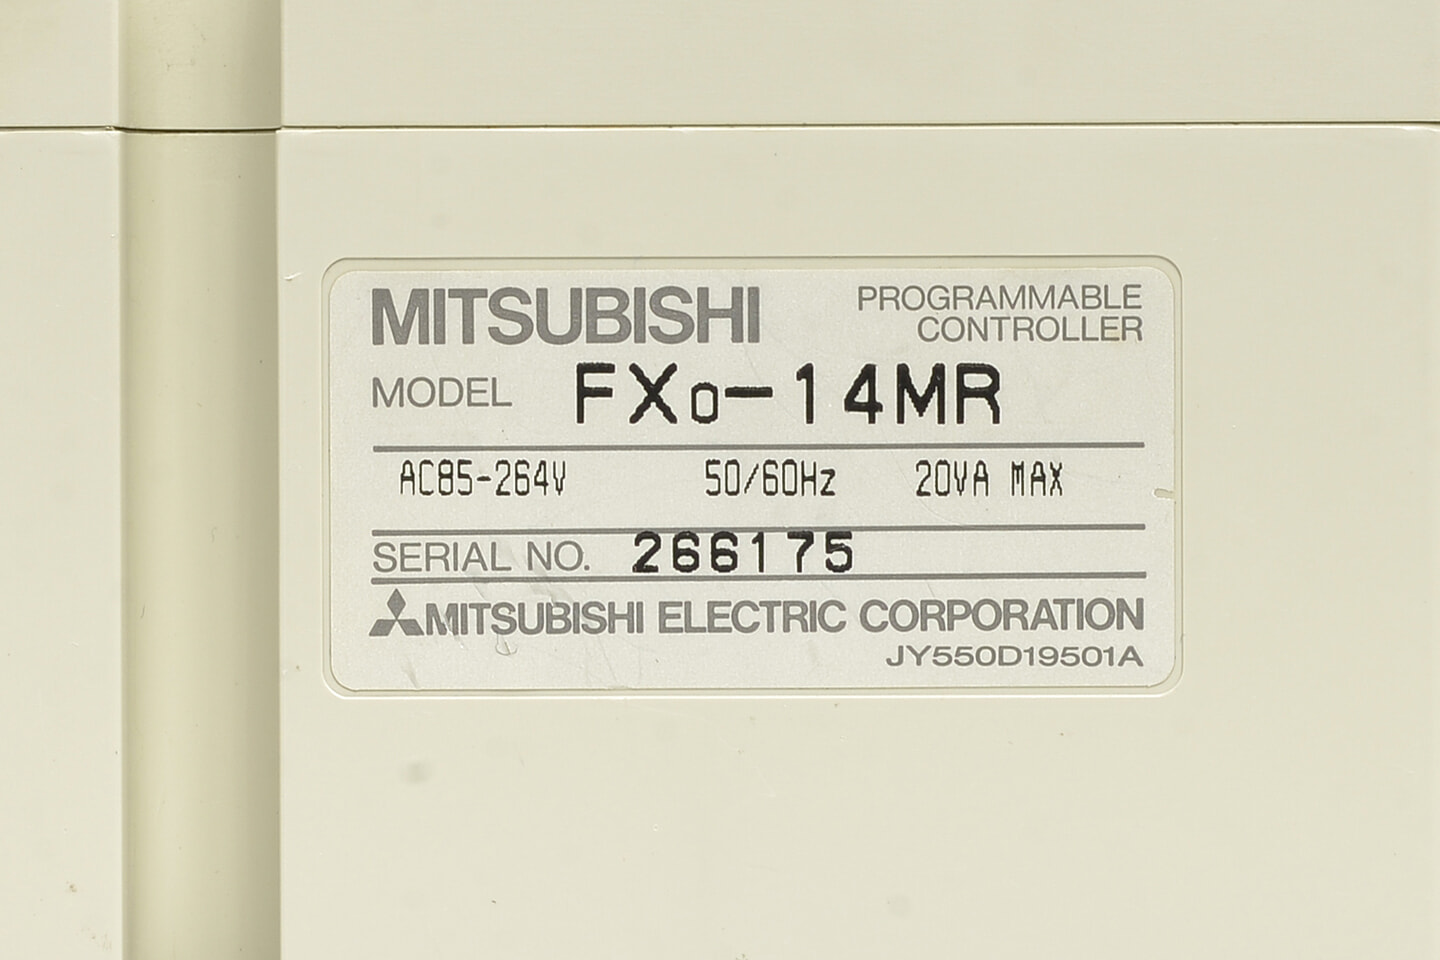 MITSUBISHI
PROGRAMMABLE
CONTROLLER
MODEL FX0-14MR
AC85-264V 50/60Hz 20VA MAX
SERIAL NO. 266175
MITSUBISHI ELECTRIC CORPORATION
JY550D19501A